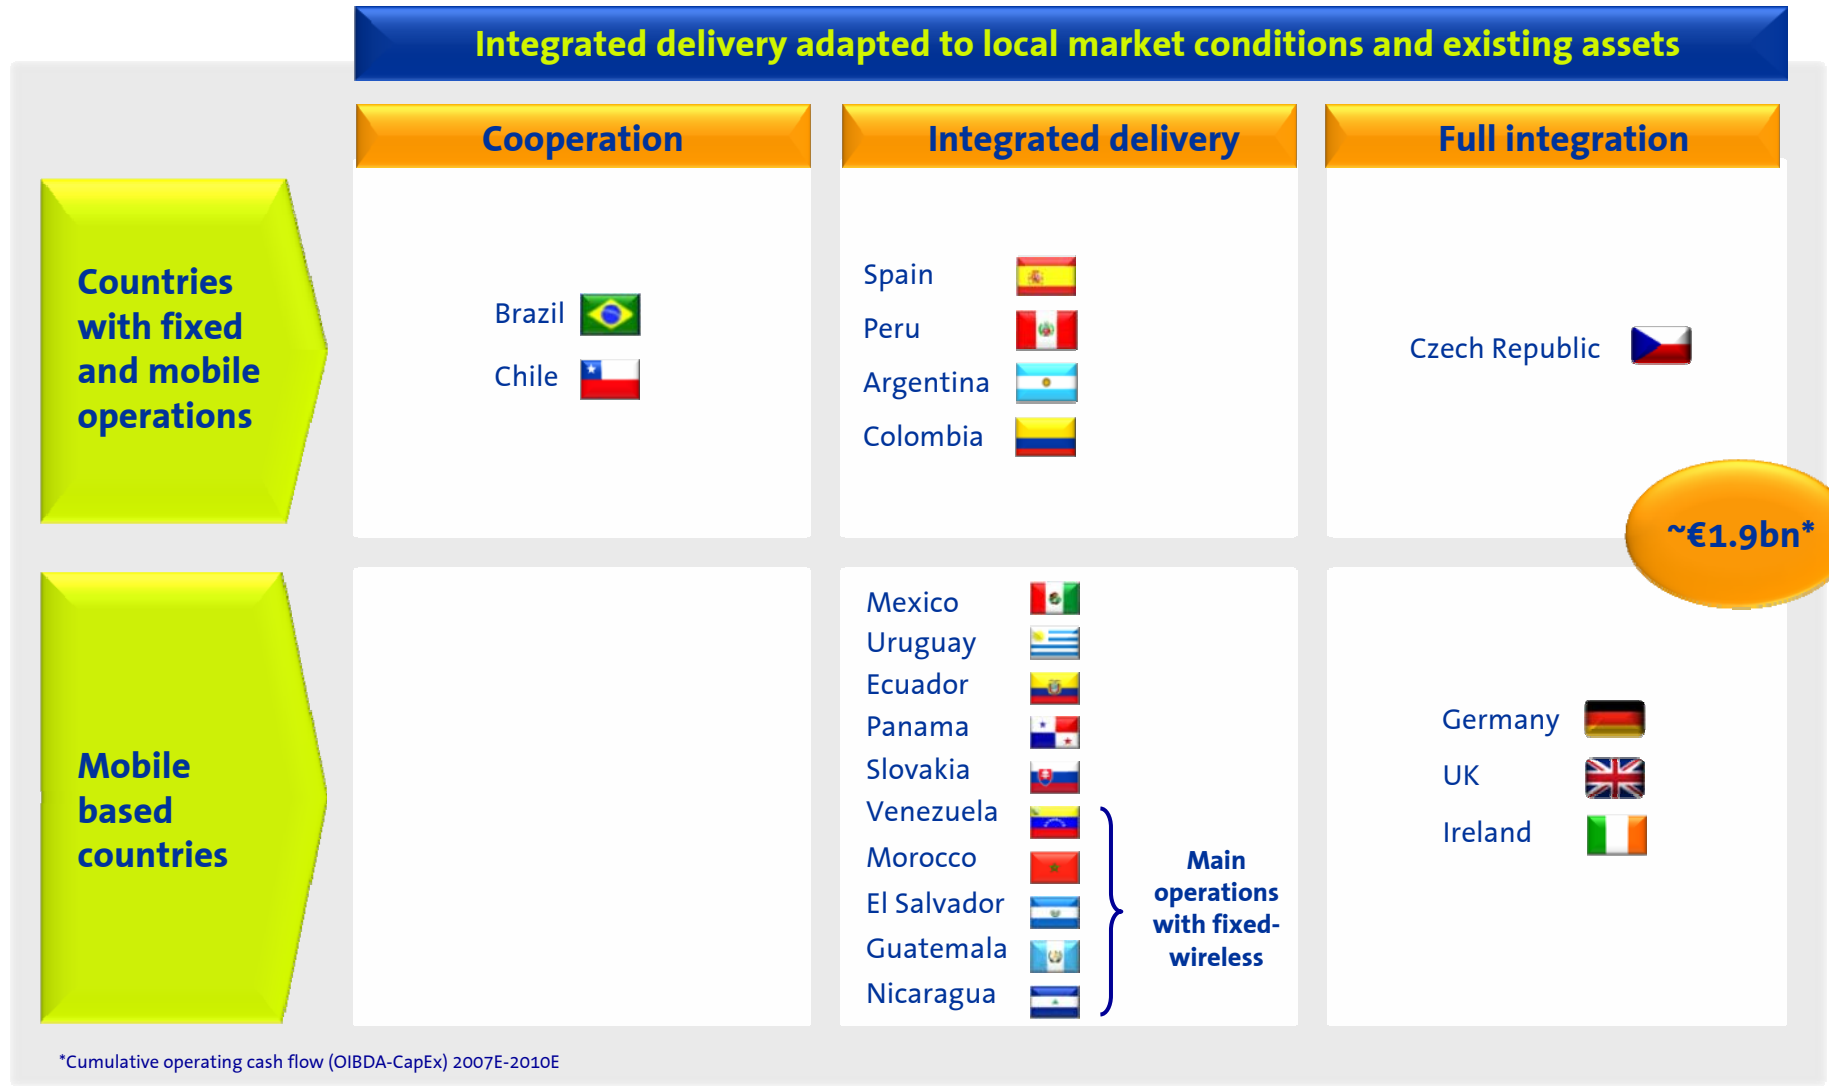 Integrated delivery adapted to local market conditions and existing assets
Cooperation
Integrated delivery
Full integration
Countries
with fixed
and mobile
operations
Brazil
Chile
Spain
Peru
Argentina
Colombia
Czech Republic
~€1.9bn*
Mobile
based
countries
Mexico
Uruguay
Ecuador
Panama
Slovakia
Venezuela
Morocco
El Salvador
Guatemala
Nicaragua
Main
operations
with fixed-
wireless
Germany
UK
Ireland
*Cumulative operating cash flow (OIBDA-CapEx) 2007E-2010E